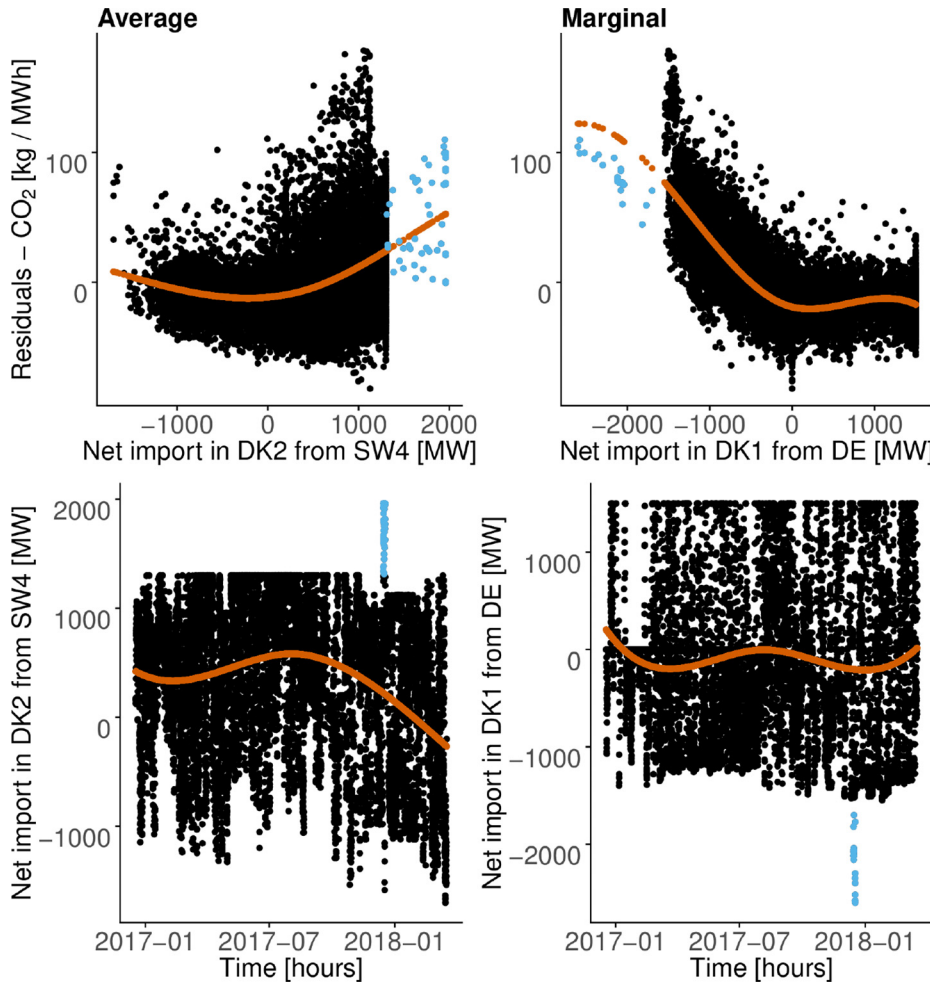 Average
Marginal
Residuals – CO₂ [kg / MWh]
100
0
−1000 0 1000 2000
Net import in DK2 from SW4 [MW]
100
0
−2000 −1000 0 1000
Net import in DK1 from DE [MW]
Net import in DK2 from SW4 [MW]
2000
1000
0
−1000
2017−01 2017−07 2018−01
Time [hours]
Net import in DK1 from DE [MW]
1000
0
−1000
−2000
2017−01 2017−07 2018−01
Time [hours]